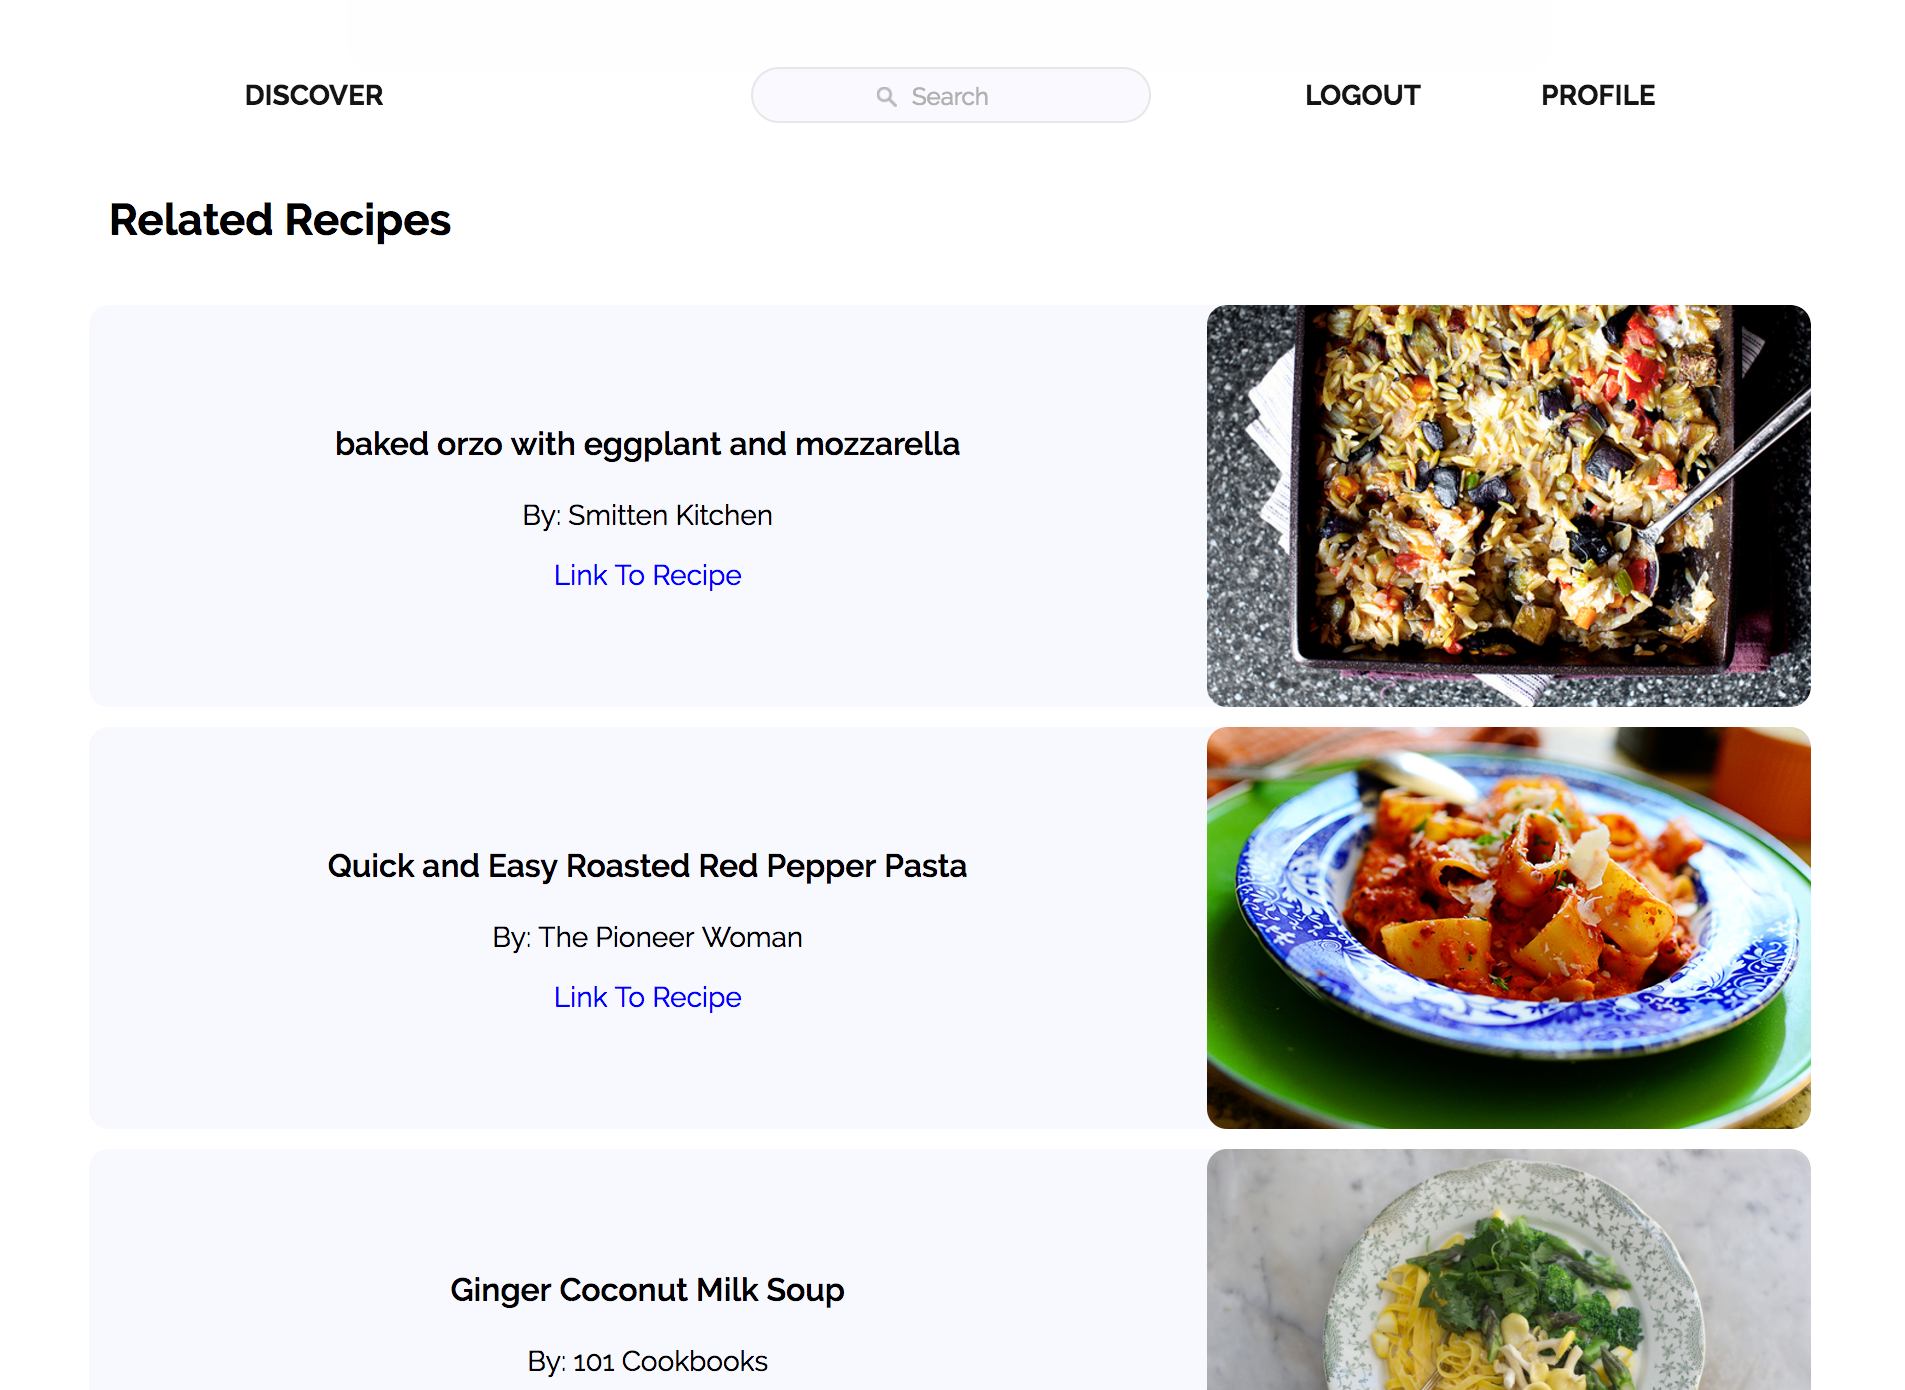 DISCOVER
Search
LOGOUT
PROFILE
Related Recipes
baked orzo with eggplant and mozzarella
By: Smitten Kitchen
Link To Recipe
Quick and Easy Roasted Red Pepper Pasta
By: The Pioneer Woman
Link To Recipe
Ginger Coconut Milk Soup
By: 101 Cookbooks